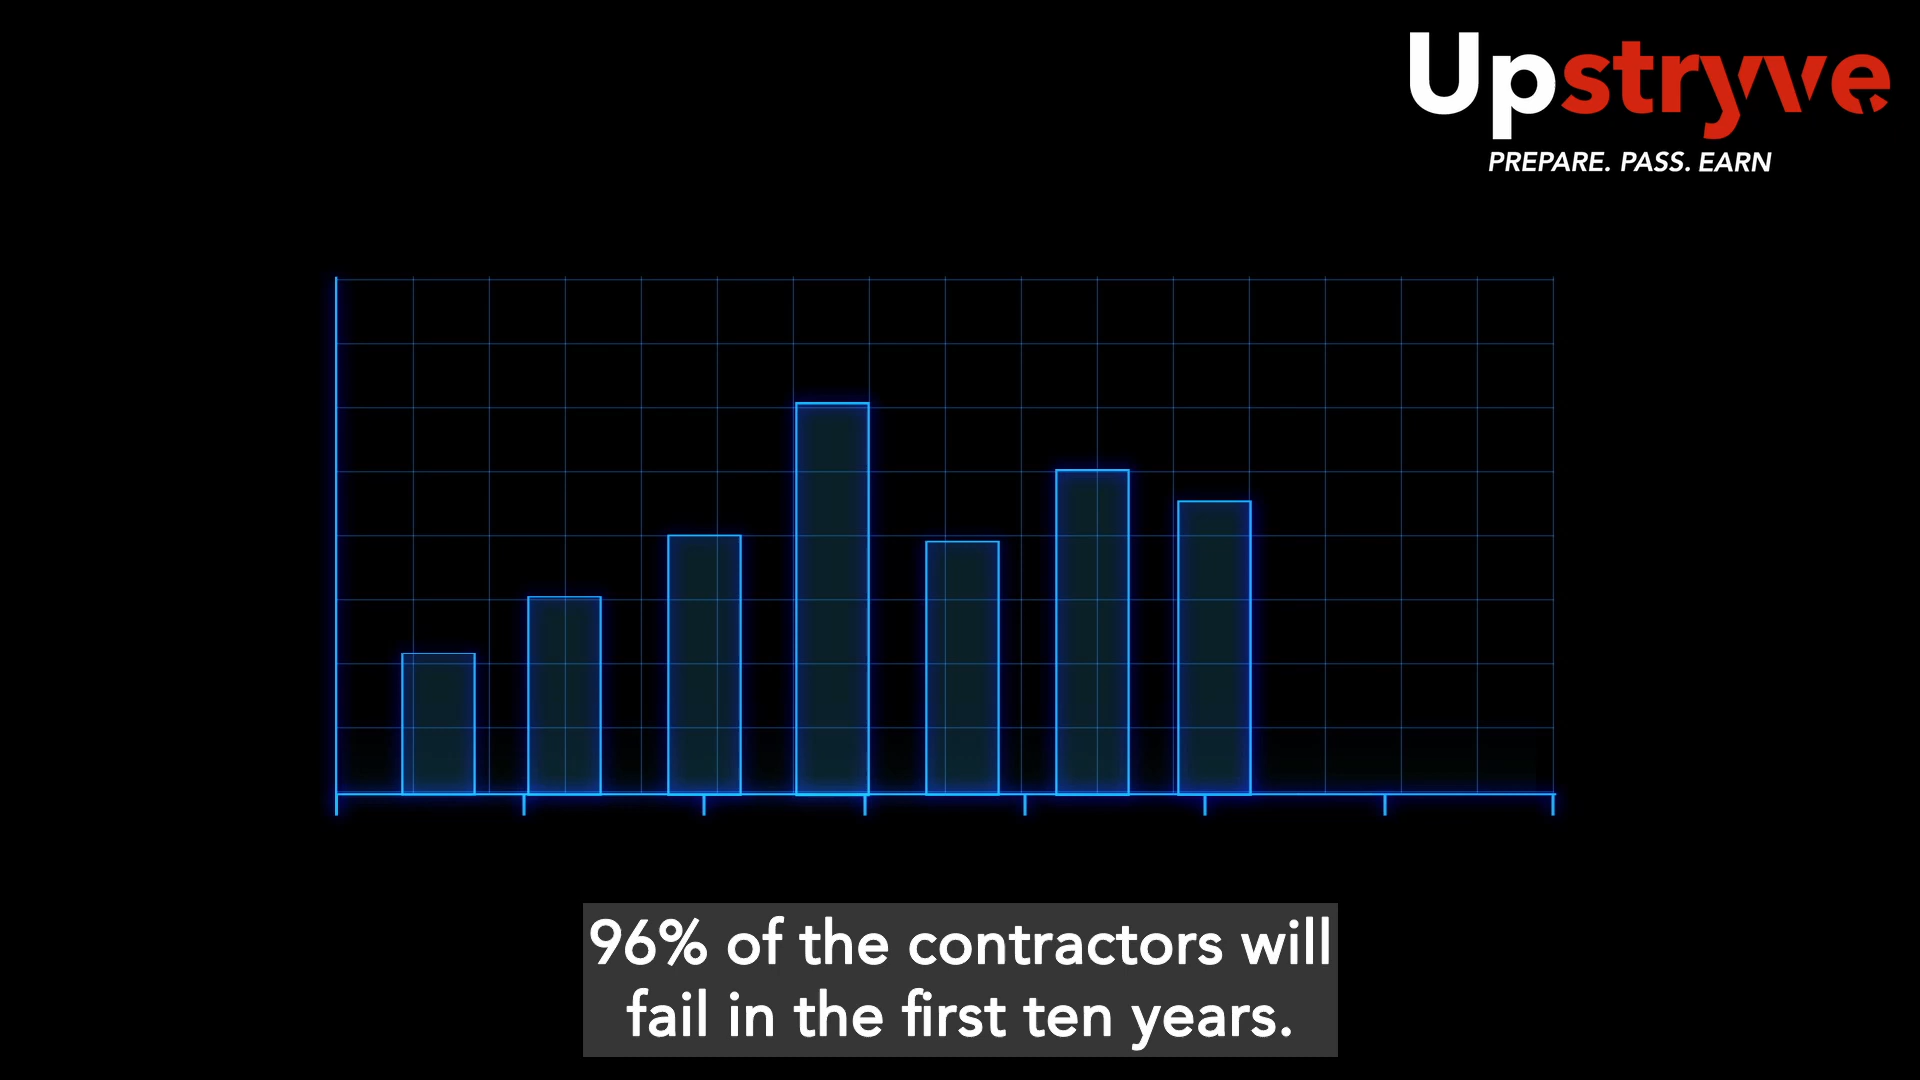 Upstryve
PREPARE. PASS. EARN
96% of the contractors will
fail in the first ten years.